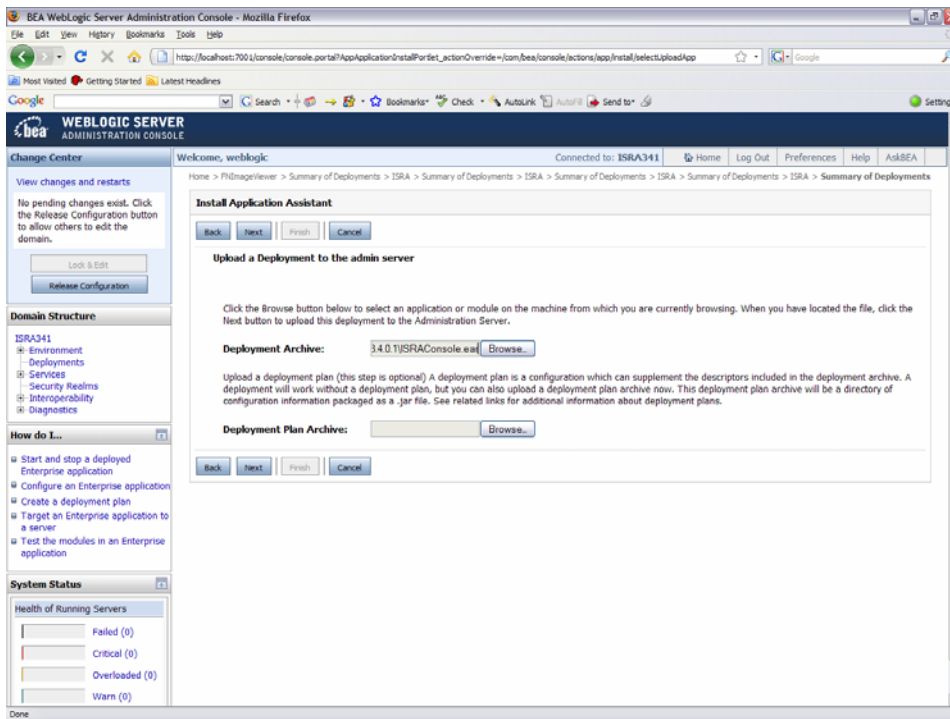 BEA WebLogic Server Administration Console - Mozilla Firefox
File Edit View History Bookmarks Tools Help
http://localhost:7001/console/console.portal?AppApplicationInstallPortlet_actionOverride=/com/bea/console/actions/app/install/selectUploadApp
Google
Most Visited Getting Started Latest Headlines
Google Search Bookmarks Check AutoLink AutoFill Send to Setting
bea WEBLOGIC SERVER
ADMINISTRATION CONSOLE
Change Center
View changes and restarts
No pending changes exist. Click
the Release Configuration button
to allow others to edit the
domain.
Lock & Edit
Release Configuration
Domain Structure
ISRA341
Environment
Deployments
Services
Security Realms
Interoperability
Diagnostics
How do I...
Start and stop a deployed
Enterprise application
Configure an Enterprise application
Create a deployment plan
Target an Enterprise application to
a server
Test the modules in an Enterprise
application
System Status
Health of Running Servers
Failed (0)
Critical (0)
Overloaded (0)
Warn (0)
Welcome, weblogic Connected to: ISRA341 Home Log Out Preferences Help AskBEA
Home > FNImageViewer > Summary of Deployments > ISRA > Summary of Deployments > ISRA > Summary of Deployments > ISRA > Summary of Deployments > ISRA > Summary of Deployments
Install Application Assistant
Back Next Finish Cancel
Upload a Deployment to the admin server
Click the Browse button below to select an application or module on the machine from which you are currently browsing. When you have located the file, click the
Next button to upload this deployment to the Administration Server.
Deployment Archive: 3.4.0.1\ISRAConsole.ear Browse..
Upload a deployment plan (this step is optional) A deployment plan is a configuration which can supplement the descriptors included in the deployment archive. A
deployment will work without a deployment plan, but you can also upload a deployment plan archive now. This deployment plan archive will be a directory of
configuration information packaged as a .jar file. See related links for additional information about deployment plans.
Deployment Plan Archive: Browse..
Back Next Finish Cancel
Done